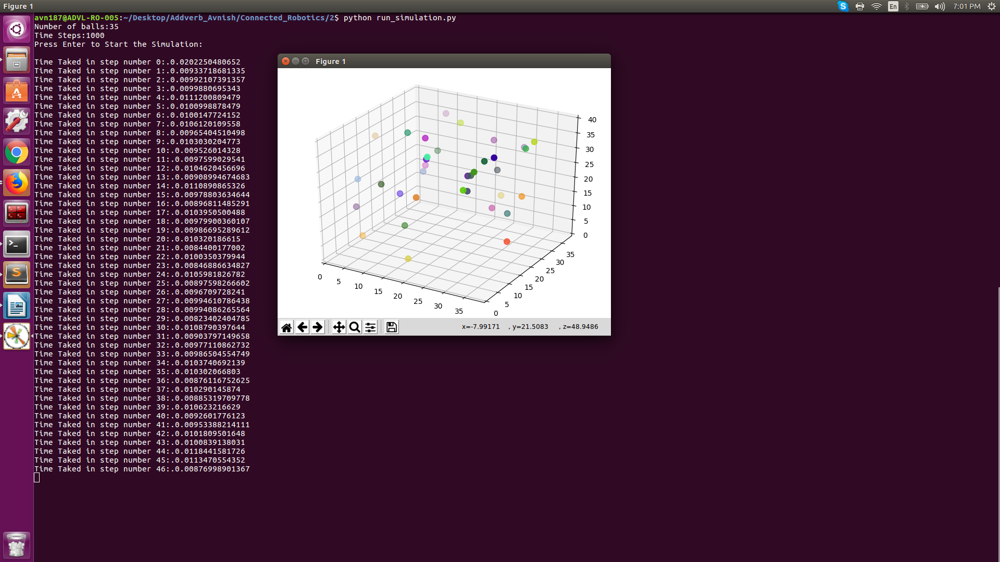 Figure 1
En
7:01 PM
avn187@ADVL-RO-005:~/Desktop/Addverb_Avnish/Connected_Robotics/2$ python run_simulation.py
Number of balls:35
Time Steps:1000
Press Enter to Start the Simulation:
Time Taked in step number 0:.0.0202250480652
Time Taked in step number 1:.0.00933718681335
Time Taked in step number 2:.0.00992107391357
Time Taked in step number 3:.0.0099880695343
Time Taked in step number 4:.0.0111200809479
Time Taked in step number 5:.0.0100998878479
Time Taked in step number 6:.0.0100147724152
Time Taked in step number 7:.0.0106120109558
Time Taked in step number 8:.0.00965404510498
Time Taked in step number 9:.0.0103030204773
Time Taked in step number 10:.0.009526014328
Time Taked in step number 11:.0.00975990295​41
Time Taked in step number 12:.0.0104620456696
Time Taked in step number 13:.0.00908994674683
Time Taked in step number 14:.0.0110890865326
Time Taked in step number 15:.0.00978803634644
Time Taked in step number 16:.0.00896811485291
Time Taked in step number 17:.0.0103950500488
Time Taked in step number 18:.0.00979900360107
Time Taked in step number 19:.0.00986695289612
Time Taked in step number 20:.0.010320186615
Time Taked in step number 21:.0.0084400177002
Time Taked in step number 22:.0.0100350379944
Time Taked in step number 23:.0.00846886634827
Time Taked in step number 24:.0.0105981826782
Time Taked in step number 25:.0.00897598266602
Time Taked in step number 26:.0.0096709728241
Time Taked in step number 27:.0.00994610786438
Time Taked in step number 28:.0.00994086265564
Time Taked in step number 29:.0.00823402404785
Time Taked in step number 30:.0.0108790397644
Time Taked in step number 31:.0.00903797149658
Time Taked in step number 32:.0.00977110862732
Time Taked in step number 33:.0.00986504554749
Time Taked in step number 34:.0.0103740692139
Time Taked in step number 35:.0.010302066803
Time Taked in step number 36:.0.00876116752625
Time Taked in step number 37:.0.010290145874
Time Taked in step number 38:.0.00885319709778
Time Taked in step number 39:.0.010623216629
Time Taked in step number 40:.0.0092601776123
Time Taked in step number 41:.0.00953388214111
Time Taked in step number 42:.0.0101809501648
Time Taked in step number 43:.0.0100839138031
Time Taked in step number 44:.0.0118441581726
Time Taked in step number 45:.0.0113470554352
Time Taked in step number 46:.0.00876998901367
Figure 1
40
35
30
25
20
15
10
5
0
0
5
10
15
20
25
30
35
0
5
10
15
20
25
30
35
x=-7.99171 , y=21.5083 , z=48.9486